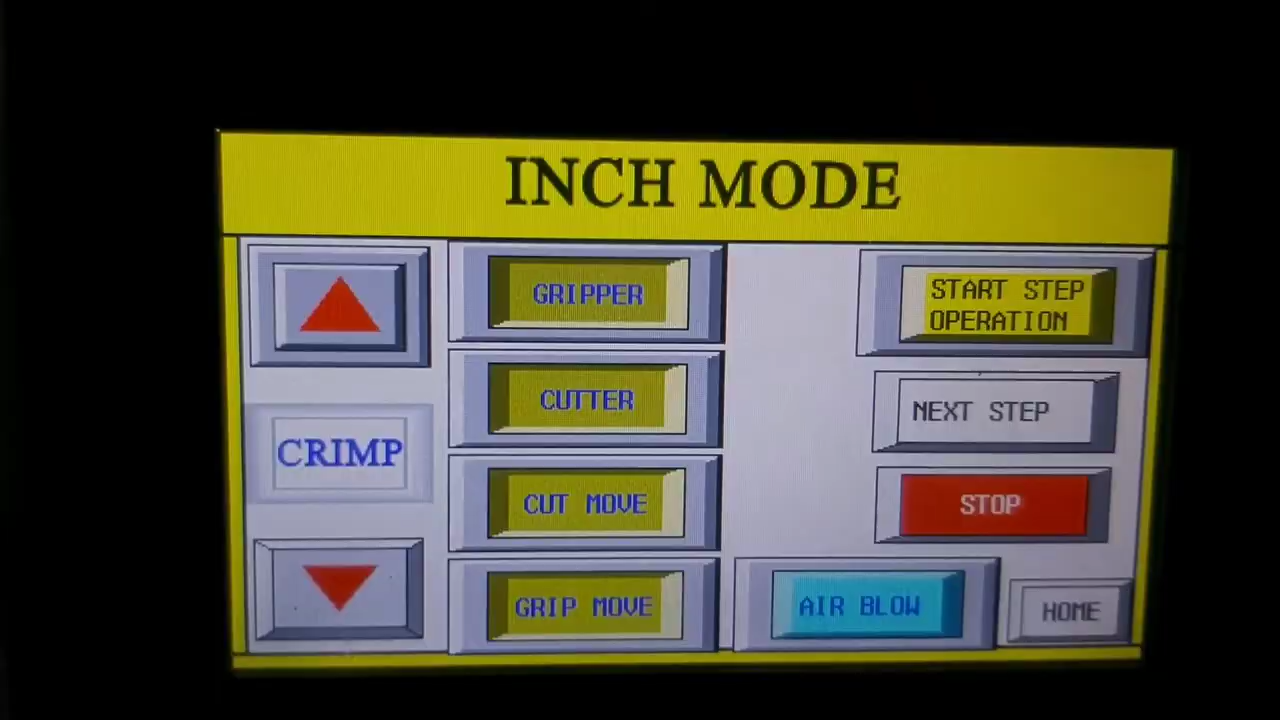 INCH MODE
CRIMP
GRIPPER
CUTTER
CUT MOVE
GRIP MOVE
START STEP
OPERATION
NEXT STEP
STOP
AIR BLOW
HOME